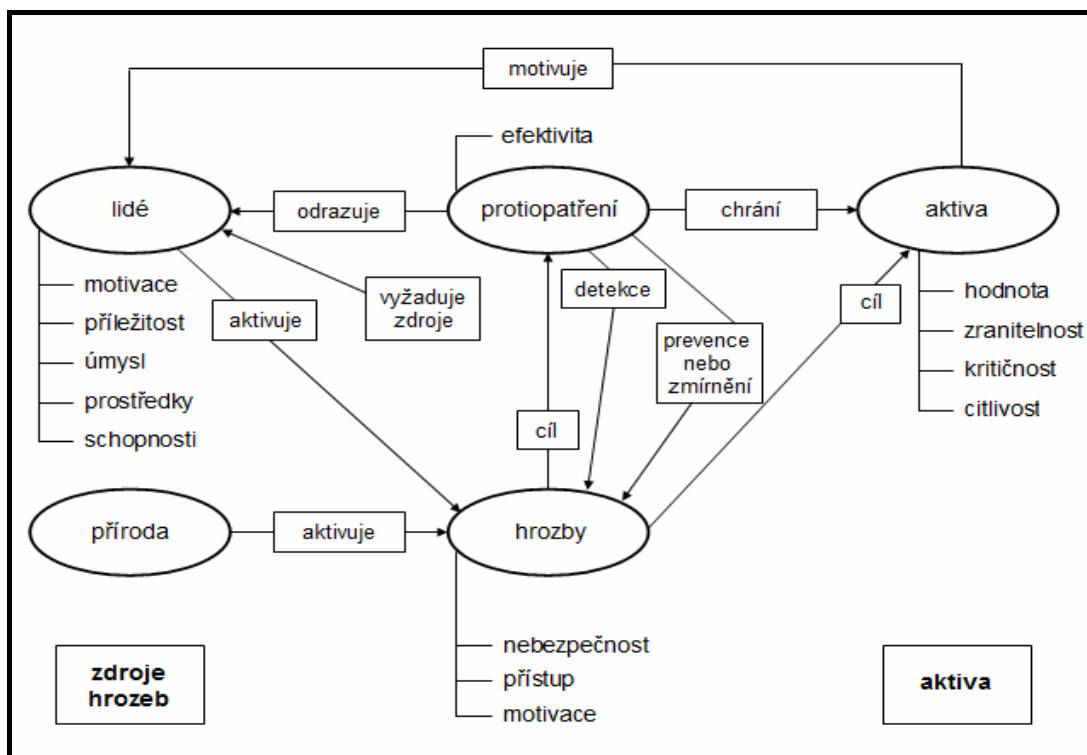 motivuje
efektivita
lidé
odrazuje
protiopatření
chrání
aktiva
motivace
příležitost
úmysl
prostředky
schopnosti
aktivuje
vyžaduje
zdroje
detekce
prevence
nebo
zmírnění
cíl
cíl
hodnota
zranitelnost
kritičnost
citlivost
příroda
aktivuje
hrozby
nebezpečnost
přístup
motivace
zdroje
hrozeb
aktiva